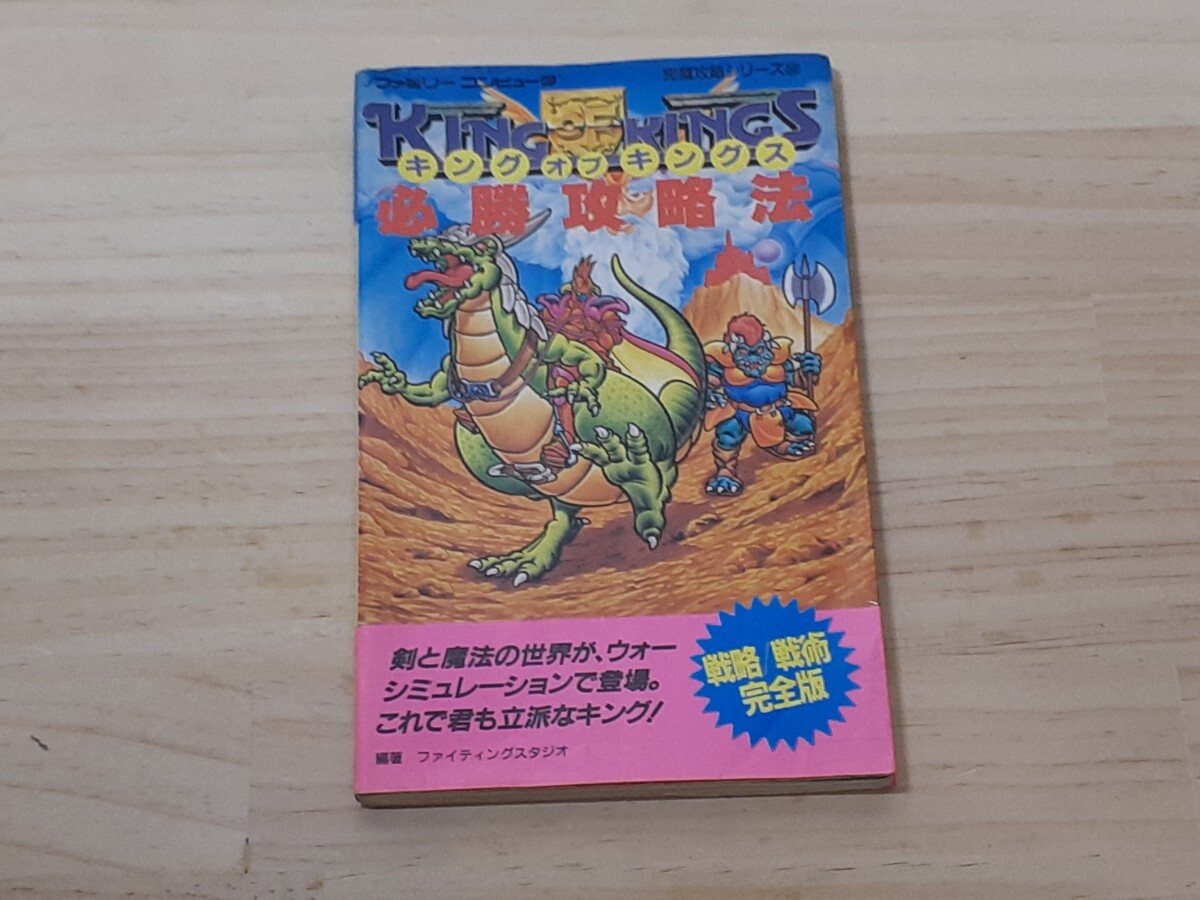 ファミリーコンピュータ
完璧攻略シリーズ
KING OF KINGS
キングオブキングス
必勝攻略法
剣と魔法の世界が、ウォー
シミュレーションで登場。
これで君も立派なキング!
戦略/戦術
完全版
編著 ファイティングスタジオ